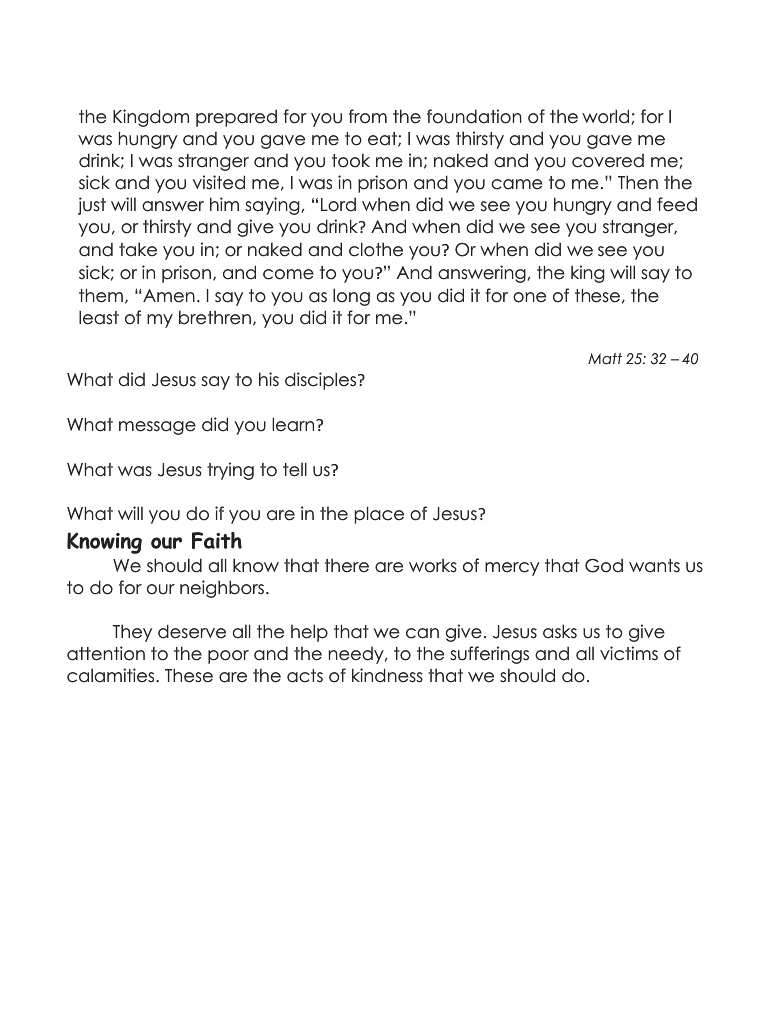 the Kingdom prepared for you from the foundation of the world; for I
was hungry and you gave me to eat; I was thirsty and you gave me
drink; I was stranger and you took me in; naked and you covered me;
sick and you visited me, I was in prison and you came to me.” Then the
just will answer him saying, “Lord when did we see you hungry and feed
you, or thirsty and give you drink? And when did we see you stranger,
and take you in; or naked and clothe you? Or when did we see you
sick; or in prison, and come to you?” And answering, the king will say to
them, “Amen. I say to you as long as you did it for one of these, the
least of my brethren, you did it for me.”
Matt 25: 32 – 40
What did Jesus say to his disciples?
What message did you learn?
What was Jesus trying to tell us?
What will you do if you are in the place of Jesus?
Knowing our Faith
We should all know that there are works of mercy that God wants us
to do for our neighbors.
They deserve all the help that we can give. Jesus asks us to give
attention to the poor and the needy, to the sufferings and all victims of
calamities. These are the acts of kindness that we should do.